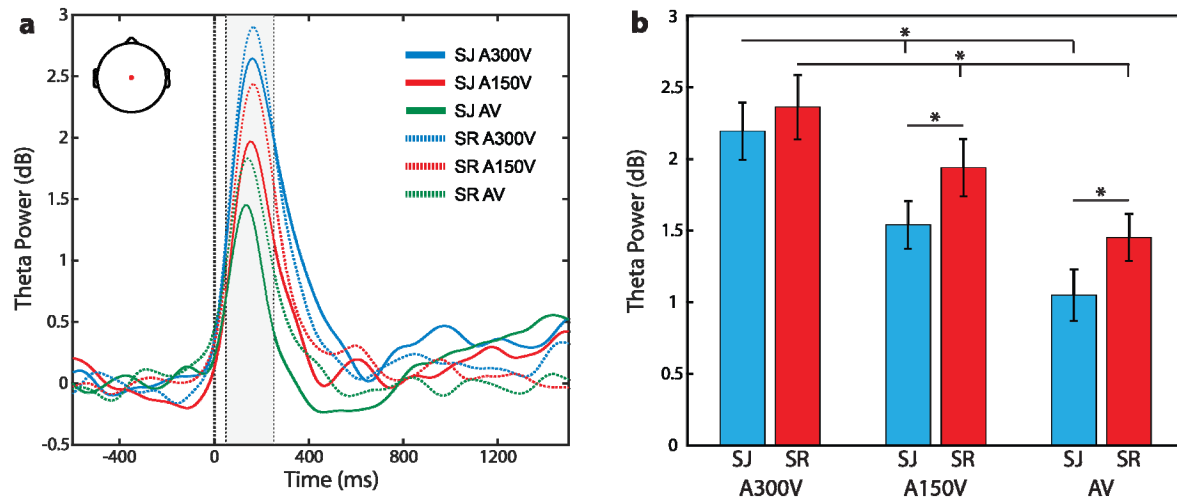 a
3
2.5
2
1.5
1
0.5
0
-0.5
Theta Power (dB)
-400
0
400
800
1200
Time (ms)
SJ A300V
SJ A150V
SJ AV
SR A300V
SR A150V
SR AV
b
3
2.5
2
1.5
1
0.5
0
Theta Power (dB)
*
*
*
*
SJ SR SJ SR SJ SR
A300V A150V AV